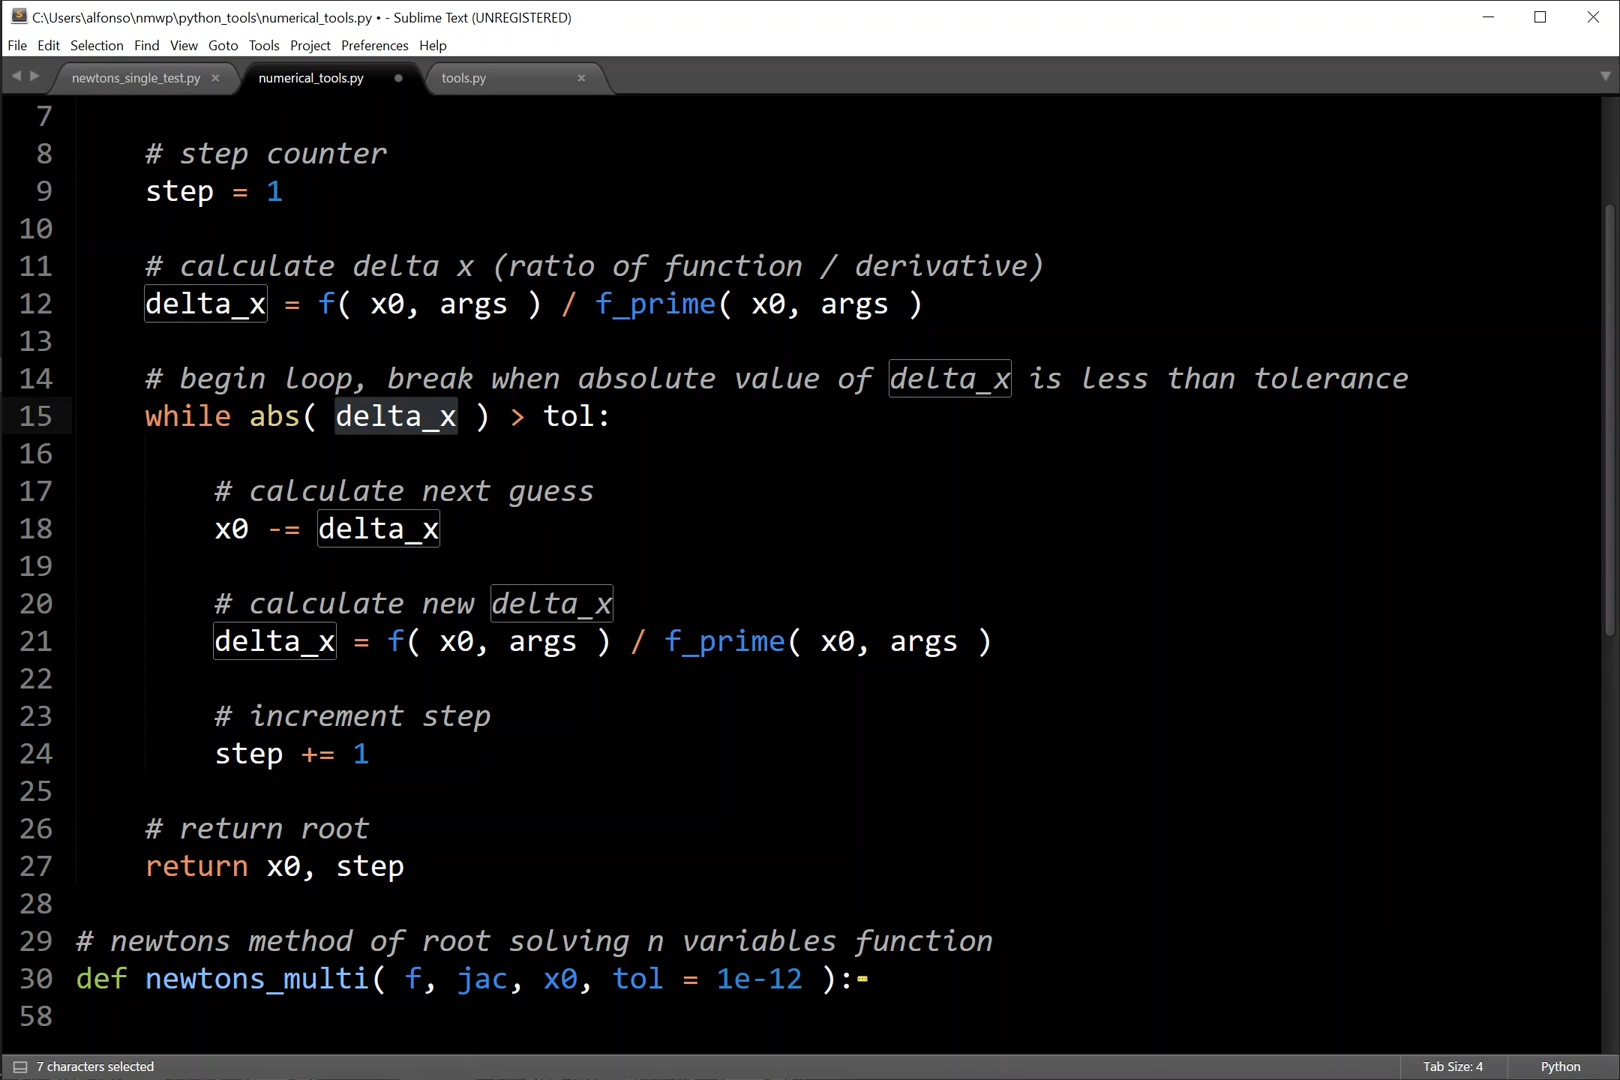 C:\Users\alfonso\nmwp\python_tools\numerical_tools.py • - Sublime Text (UNREGISTERED)
File Edit Selection Find View Goto Tools Project Preferences Help
newtons_single_test.py × numerical_tools.py tools.py ×
7
8 # step counter
9 step = 1
10
11 # calculate delta x (ratio of function / derivative)
12 delta_x = f( x0, args ) / f_prime( x0, args )
13
14 # begin loop, break when absolute value of delta_x is less than tolerance
15 while abs( delta_x ) > tol:
16
17 # calculate next guess
18 x0 -= delta_x
19
20 # calculate new delta_x
21 delta_x = f( x0, args ) / f_prime( x0, args )
22
23 # increment step
24 step += 1
25
26 # return root
27 return x0, step
28
29 # newtons method of root solving n variables function
30 def newtons_multi( f, jac, x0, tol = 1e-12 ):
58
7 characters selected Tab Size: 4 Python